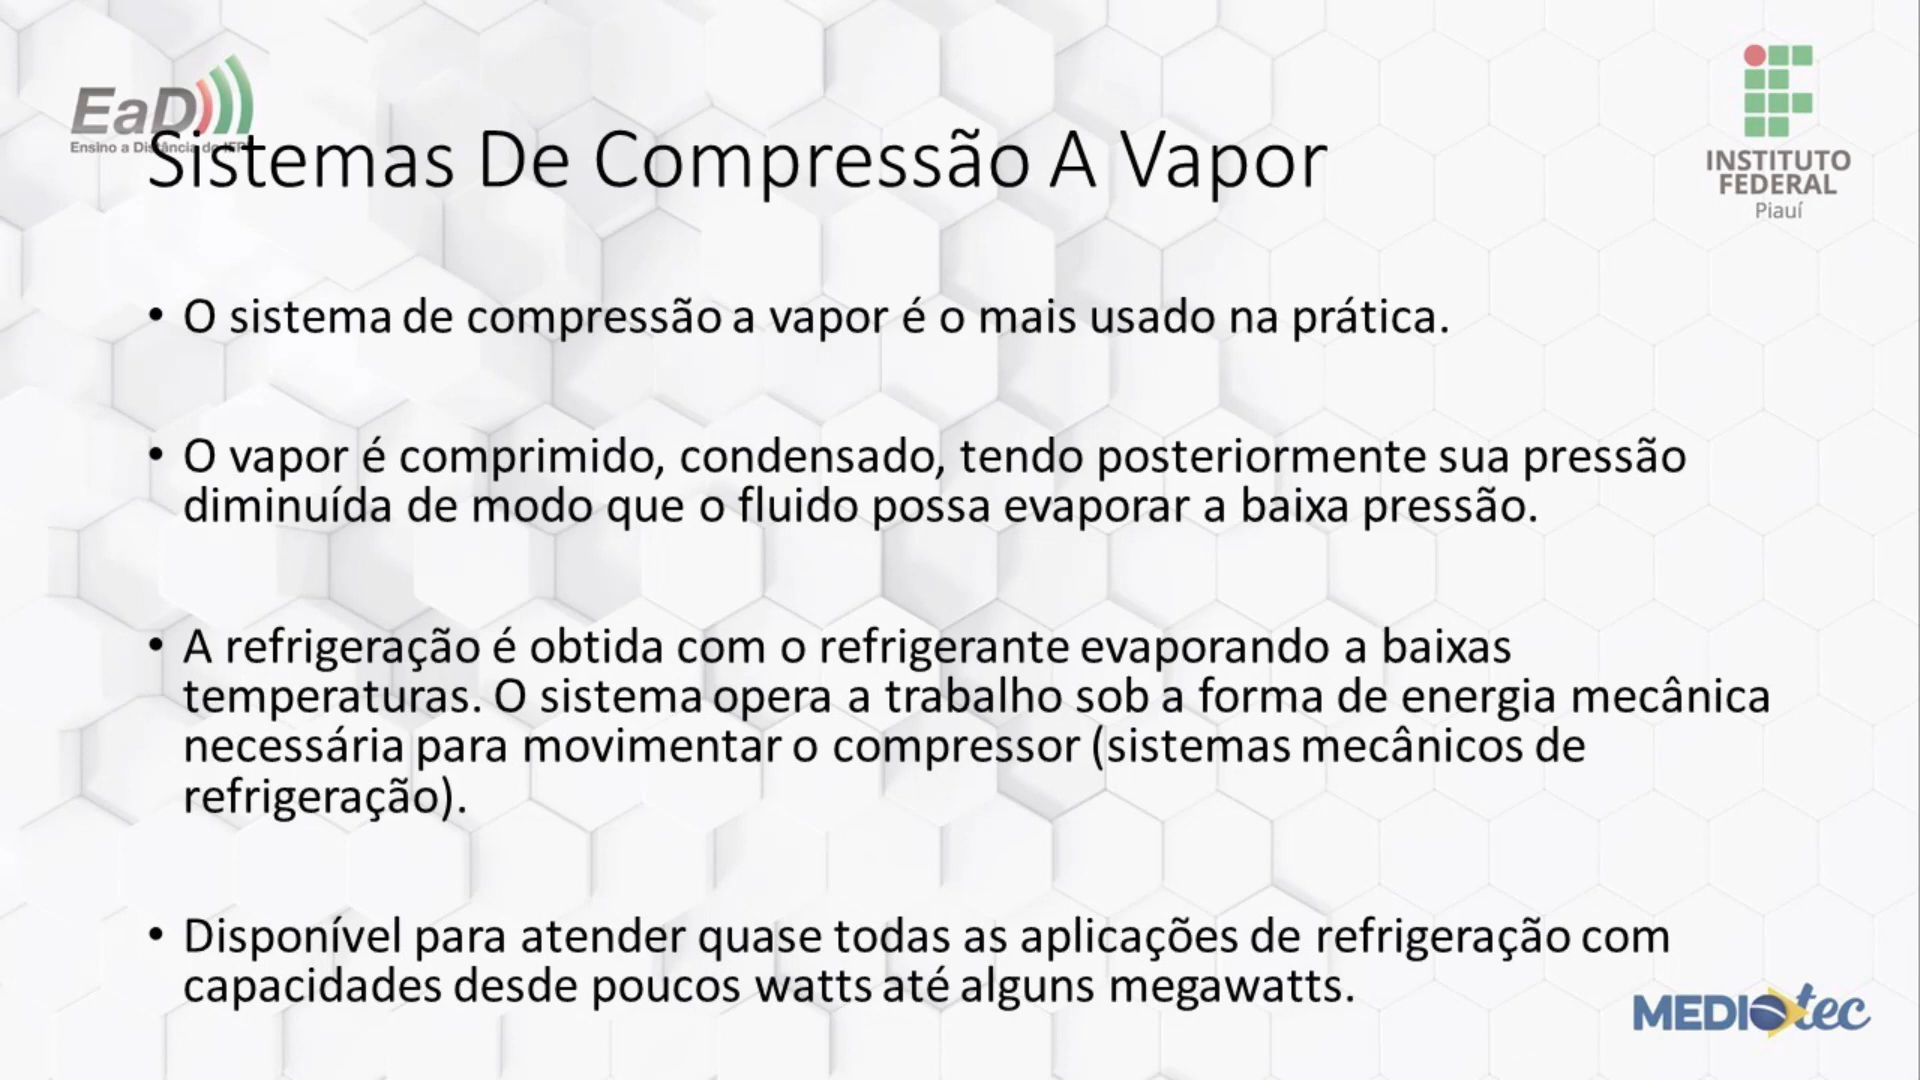 EaD
Ensino a Distância do IFPI
Sistemas De Compressão A Vapor
INSTITUTO
FEDERAL
Piauí
• O sistema de compressão a vapor é o mais usado na prática.
• O vapor é comprimido, condensado, tendo posteriormente sua pressão
diminuída de modo que o fluido possa evaporar a baixa pressão.
• A refrigeração é obtida com o refrigerante evaporando a baixas
temperaturas. O sistema opera a trabalho sob a forma de energia mecânica
necessária para movimentar o compressor (sistemas mecânicos de
refrigeração).
• Disponível para atender quase todas as aplicações de refrigeração com
capacidades desde poucos watts até alguns megawatts.
MEDIOtec